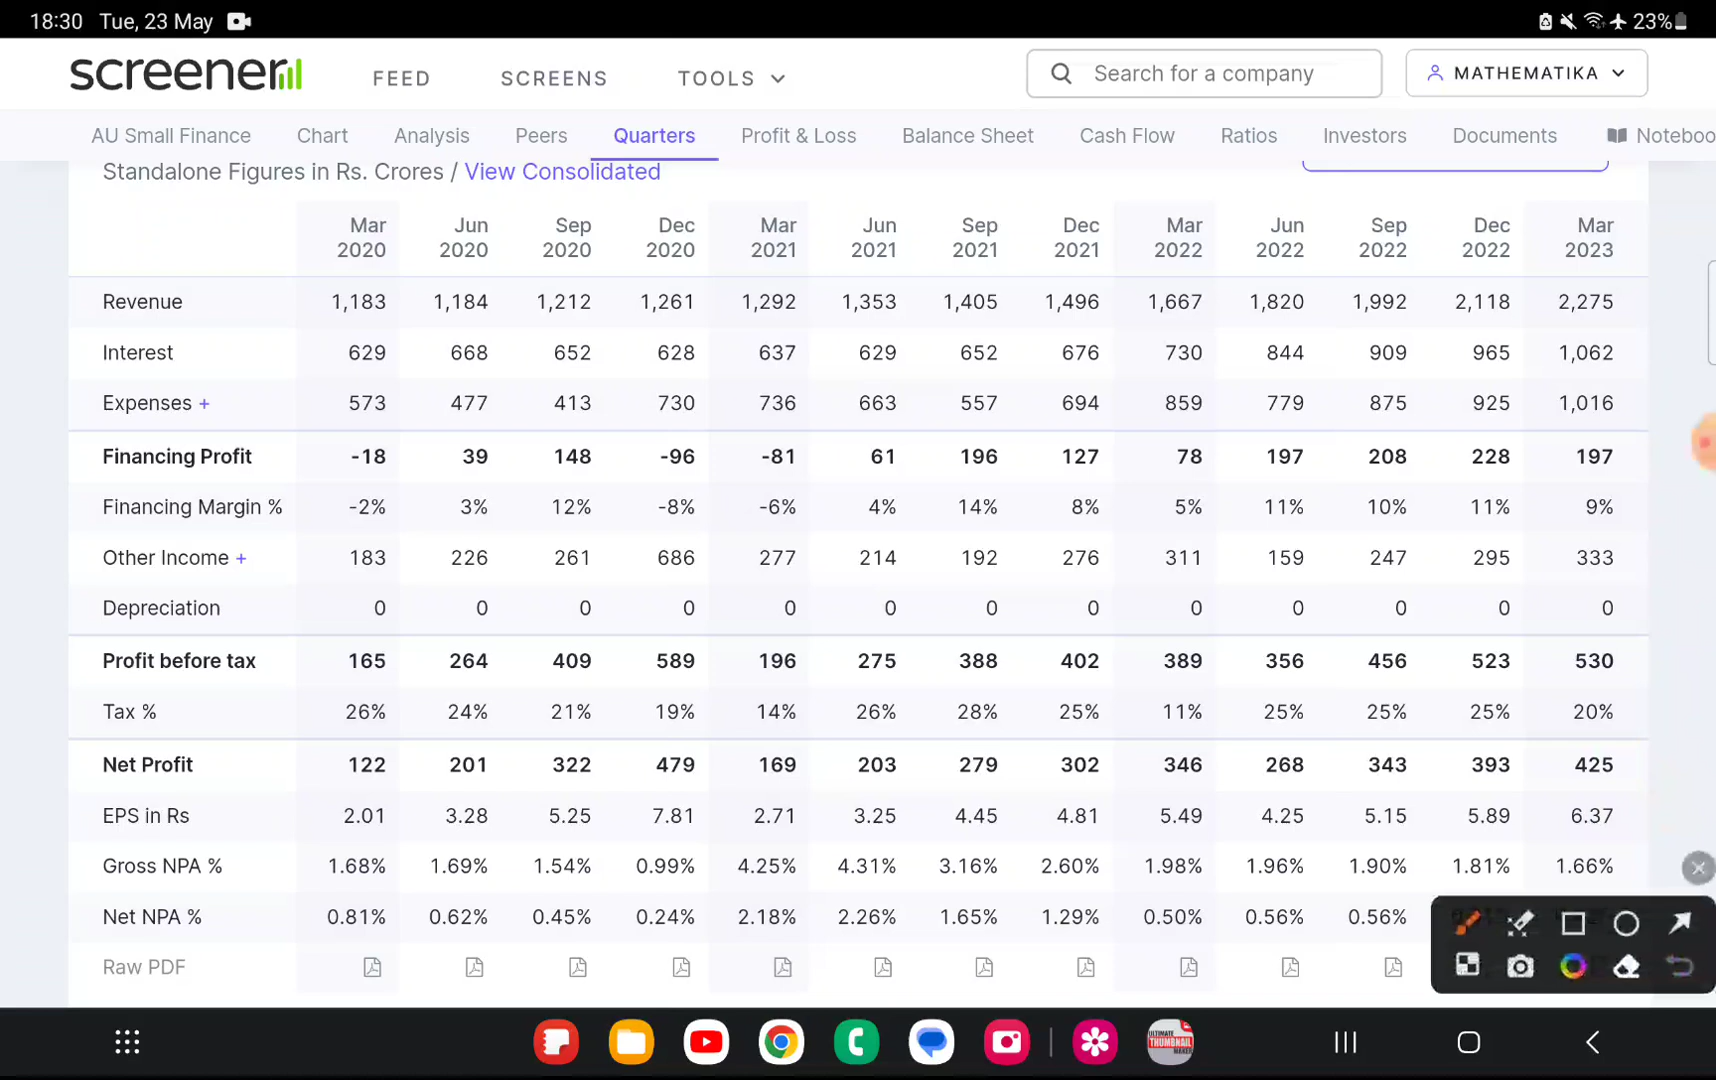 18:30 Tue, 23 May 23%
screener FEED SCREENS TOOLS Search for a company MATHEMATIKA
AU Small Finance Chart Analysis Peers Quarters Profit & Loss Balance Sheet Cash Flow Ratios Investors Documents Noteboo
Standalone Figures in Rs. Crores / View Consolidated
Mar 2020 Jun 2020 Sep 2020 Dec 2020 Mar 2021 Jun 2021 Sep 2021 Dec 2021 Mar 2022 Jun 2022 Sep 2022 Dec 2022 Mar 2023
Revenue 1,183 1,184 1,212 1,261 1,292 1,353 1,405 1,496 1,667 1,820 1,992 2,118 2,275
Interest 629 668 652 628 637 629 652 676 730 844 909 965 1,062
Expenses + 573 477 413 730 736 663 557 694 859 779 875 925 1,016
Financing Profit -18 39 148 -96 -81 61 196 127 78 197 208 228 197
Financing Margin % -2% 3% 12% -8% -6% 4% 14% 8% 5% 11% 10% 11% 9%
Other Income + 183 226 261 686 277 214 192 276 311 159 247 295 333
Depreciation 0 0 0 0 0 0 0 0 0 0 0 0 0
Profit before tax 165 264 409 589 196 275 388 402 389 356 456 523 530
Tax % 26% 24% 21% 19% 14% 26% 28% 25% 11% 25% 25% 25% 20%
Net Profit 122 201 322 479 169 203 279 302 346 268 343 393 425
EPS in Rs 2.01 3.28 5.25 7.81 2.71 3.25 4.45 4.81 5.49 4.25 5.15 5.89 6.37
Gross NPA % 1.68% 1.69% 1.54% 0.99% 4.25% 4.31% 3.16% 2.60% 1.98% 1.96% 1.90% 1.81% 1.66%
Net NPA % 0.81% 0.62% 0.45% 0.24% 2.18% 2.26% 1.65% 1.29% 0.50% 0.56% 0.56%
Raw PDF
ULTIMATE
THUMBNAIL
MAKER